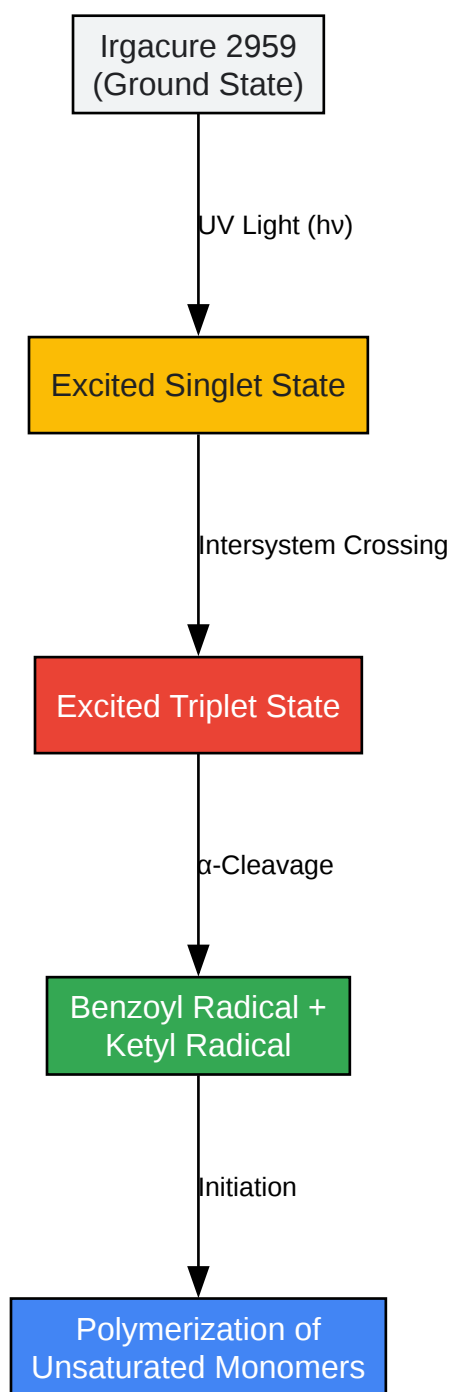 Irgacure 2959
(Ground State)
UV Light (hν)
Excited Singlet State
Intersystem Crossing
Excited Triplet State
α-Cleavage
Benzoyl Radical +
Ketyl Radical
Initiation
Polymerization of
Unsaturated Monomers